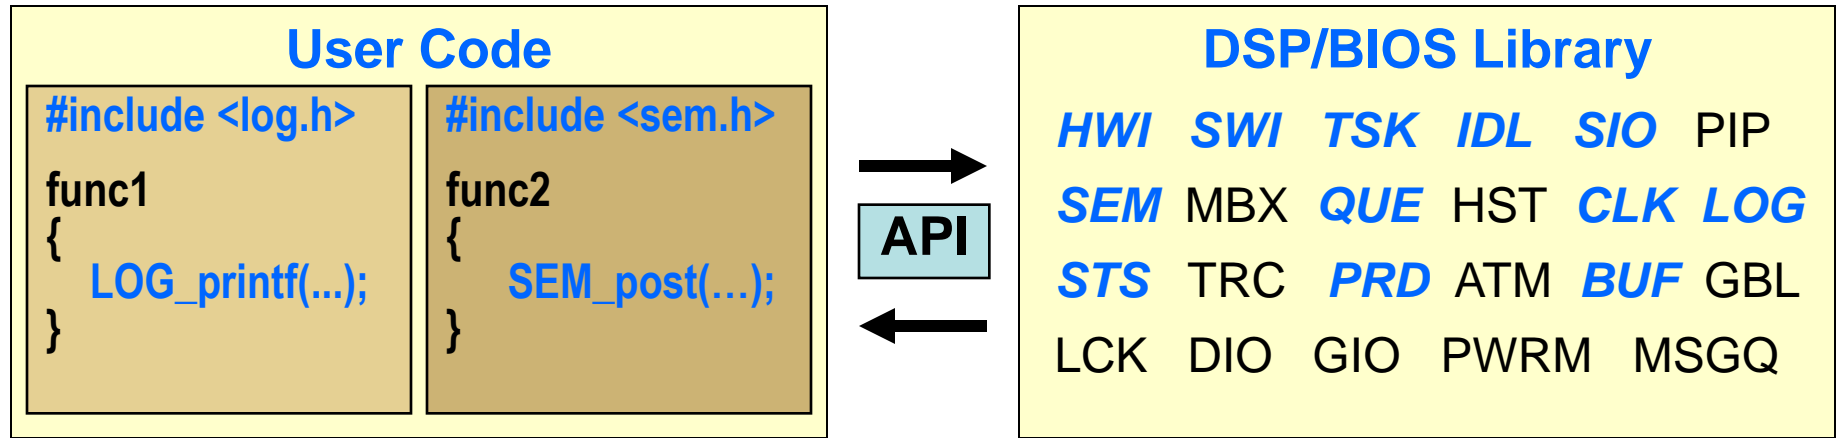 User Code
#include <log.h>
func1
{
LOG_printf(...);
}
#include <sem.h>
func2
{
SEM_post(…);
}
API
DSP/BIOS Library
HWI SWI TSK IDL SIO PIP
SEM MBX QUE HST CLK LOG
STS TRC PRD ATM BUF GBL
LCK DIO GIO PWRM MSGQ